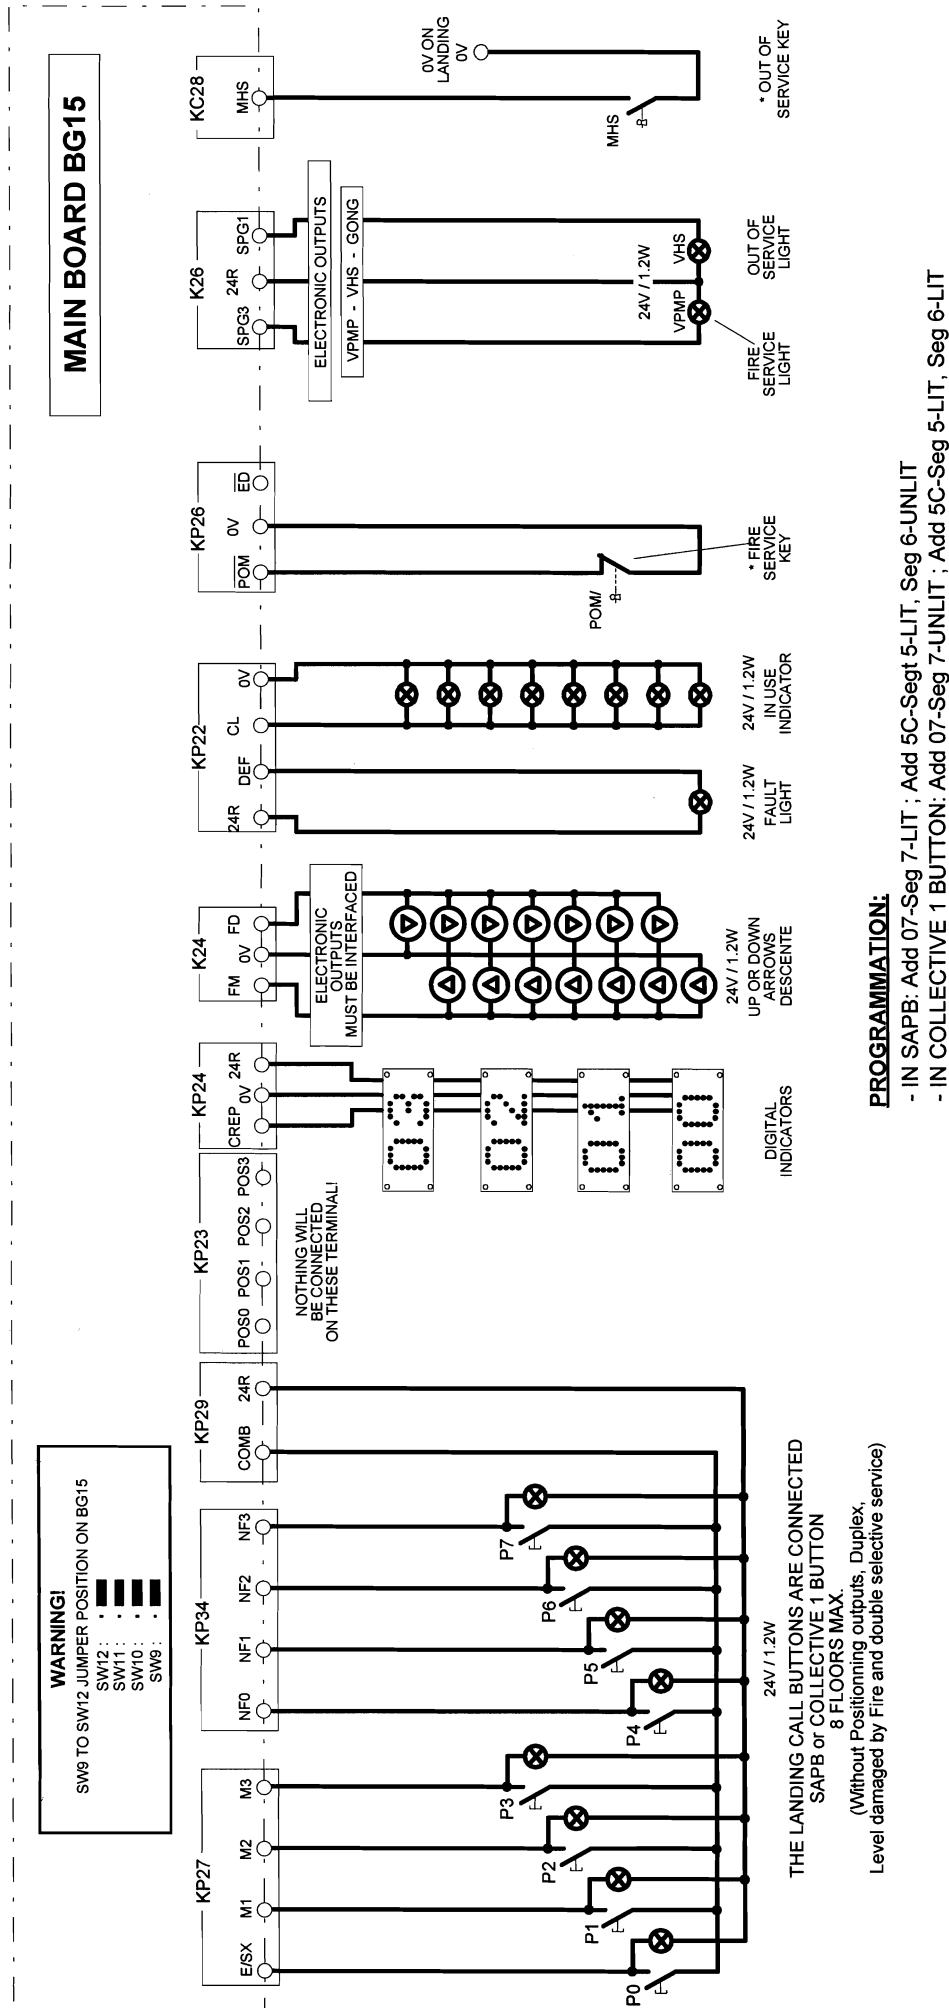 MAIN BOARD BG15
WARNING!
SW9 TO SW12 JUMPER POSITION ON BG15
SW12 :
SW11 :
SW10 :
SW9 :
KP27
E/SX
M1
M2
M3
KP34
NF0
NF1
NF2
NF3
KP29
COMB
24R
KP23
POS0
POS1
POS2
POS3
KP24
CREP
0V
24R
K24
FM
0V
FD
KP22
24R
DEF
CL
0V
KP26
POM
0V
ED
K26
SPG3
24R
SPG1
KC28
MHS
NOTHING WILL
BE CONNECTED
ON THESE TERMINAL!
ELECTRONIC
OUTPUTS
MUST BE INTERFACED
ELECTRONIC OUTPUTS
VPMP - VHS - GONG
0V ON
LANDING
0V
P0
P1
P2
P3
P4
P5
P6
P7
03
02
01
00
POM/
24V / 1.2W
VPMP
VHS
MHS
24V / 1.2W
THE LANDING CALL BUTTONS ARE CONNECTED
SAPB or COLLECTIVE 1 BUTTON
8 FLOORS MAX.
(Without Positionning outputs, Duplex,
Level damaged by Fire and double selective service)
DIGITAL
INDICATORS
24V / 1.2W
UP OR DOWN
ARROWS
DESCENTE
24V / 1.2W
FAULT
LIGHT
24V / 1.2W
IN USE
INDICATOR
* FIRE
SERVICE
KEY
FIRE
SERVICE
LIGHT
OUT OF
SERVICE
LIGHT
* OUT OF
SERVICE KEY
PROGRAMMATION:
- IN SAPB: Add 07-Seg 7-LIT ; Add 5C-Segt 5-LIT, Seg 6-UNLIT
- IN COLLECTIVE 1 BUTTON: Add 07-Seg 7-UNLIT ; Add 5C-Seg 5-LIT, Seg 6-LIT